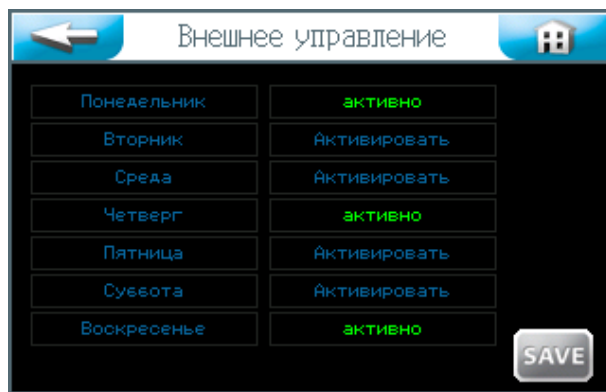 Внешнее управление
Понедельник активно
Вторник Активировать
Среда Активировать
Четверг активно
Пятница Активировать
Суббота Активировать
Воскресенье активно
SAVE